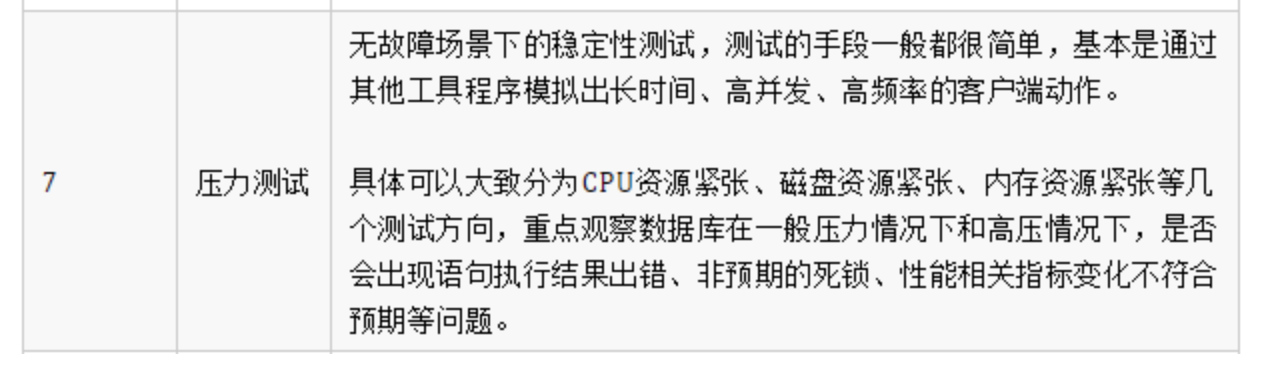 无故障场景下的稳定性测试，测试的手段一般都很简单，基本是通过
其他工具程序模拟出长时间、高并发、高频率的客户端动作。
7
压力测试
具体可以大致分为CPU资源紧张、磁盘资源紧张、内存资源紧张等几
个测试方向，重点观察数据库在一般压力情况下和高压情况下，是否
会出现语句执行结果出错、非预期的死锁、性能相关指标变化不符合
预期等问题。